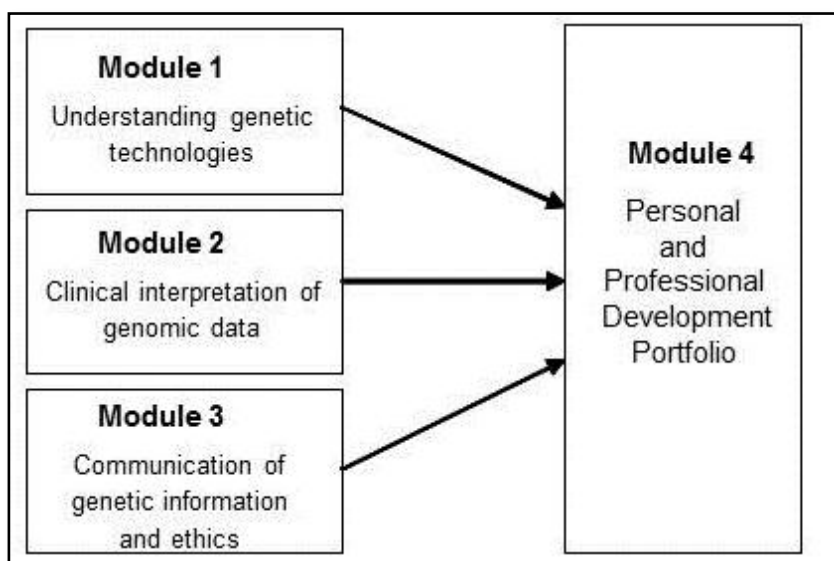 Module 1
Understanding genetic
technologies
Module 2
Clinical interpretation of
genomic data
Module 3
Communication of
genetic information
and ethics
Module 4
Personal
and
Professional
Development
Portfolio